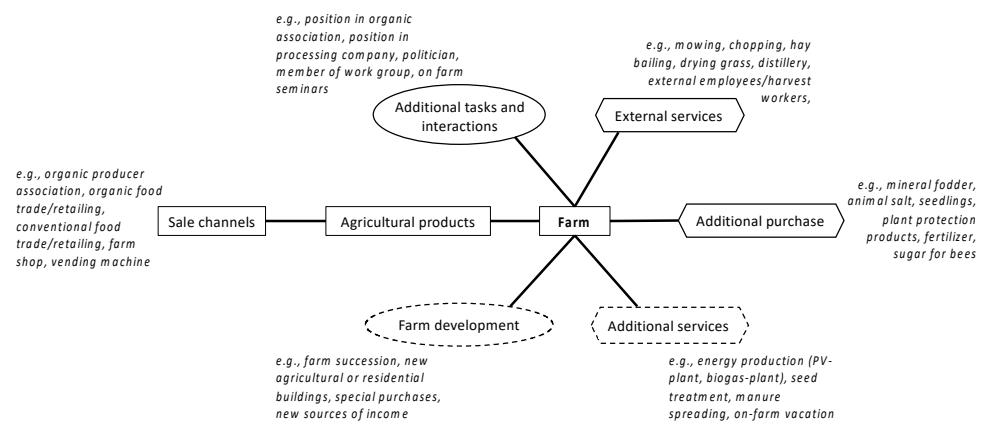 e.g., position in organic
association, position in
processing company, politician,
member of work group, on farm
seminars
Additional tasks and
interactions
e.g., mowing, chopping, hay
bailing, drying grass, distillery,
external employees/harvest
workers,
External services
e.g., organic producer
association, organic food
trade/retailing,
conventional food
trade/retailing, farm
shop, vending machine
Sale channels
Agricultural products
Farm
Additional purchase
e.g., mineral fodder,
animal salt, seedlings,
plant protection
products, fertilizer,
sugar for bees
Farm development
e.g., farm succession, new
agricultural or residential
buildings, special purchases,
new sources of income
Additional services
e.g., energy production (PV-
plant, biogas-plant), seed
treatment, manure
spreading, on-farm vacation